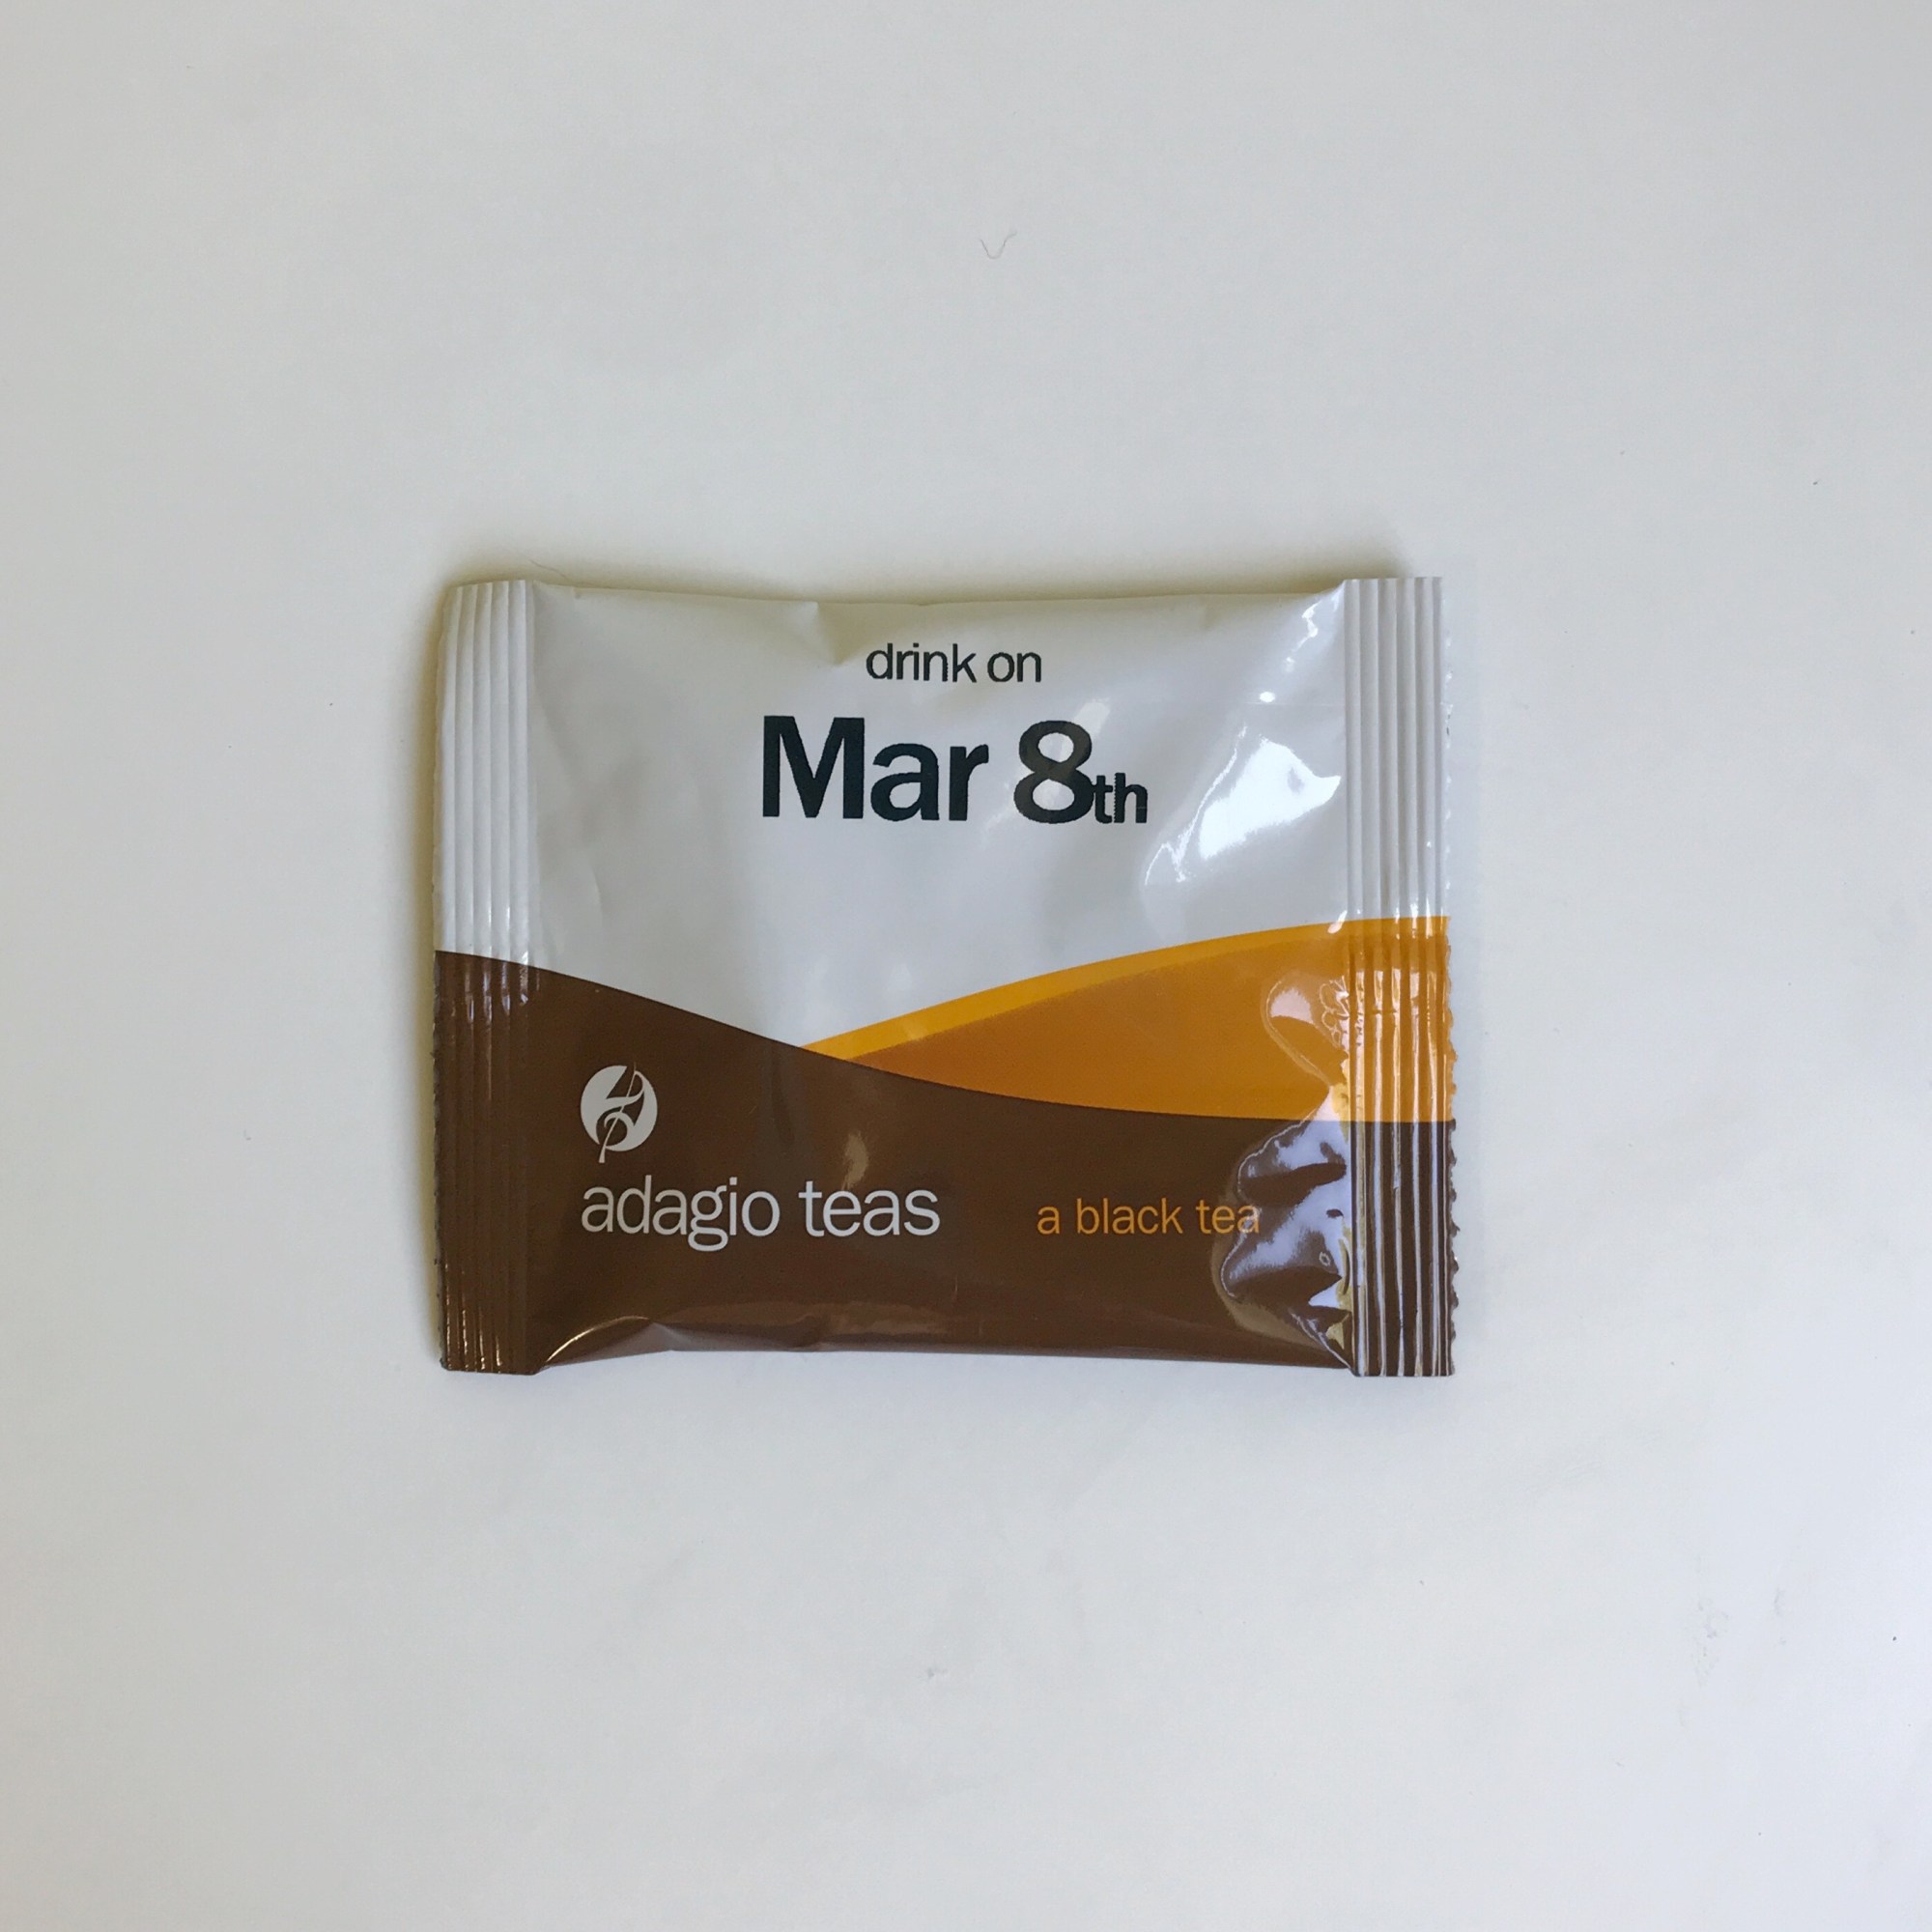 drink on
Mar 8th
adagio teas
a black tea